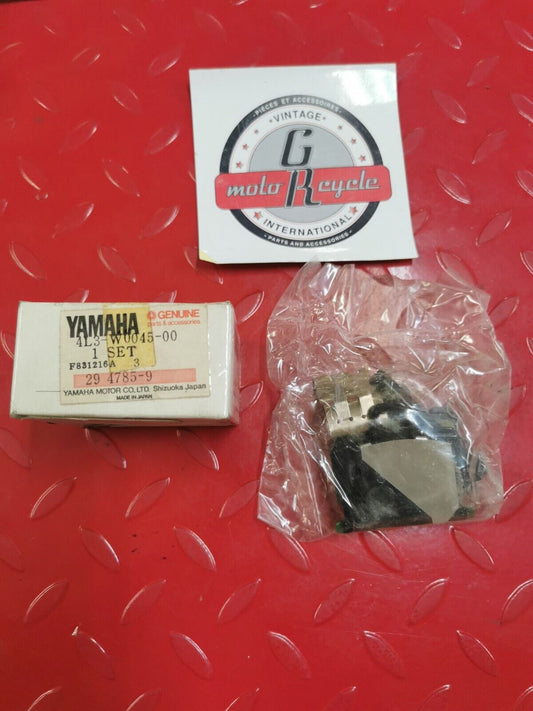 PIÈCES ET ACCESSOIRES
VINTAGE
G
moto R cycle
INTERNATIONAL
PARTS AND ACCESSORIES
YAMAHA
GENUINE
parts & accessories
4L3-W0045-00
1 SET
F831216A 3
29 4785-9
YAMAHA MOTOR CO., LTD. Shizuoka Japan
MADE IN JAPAN